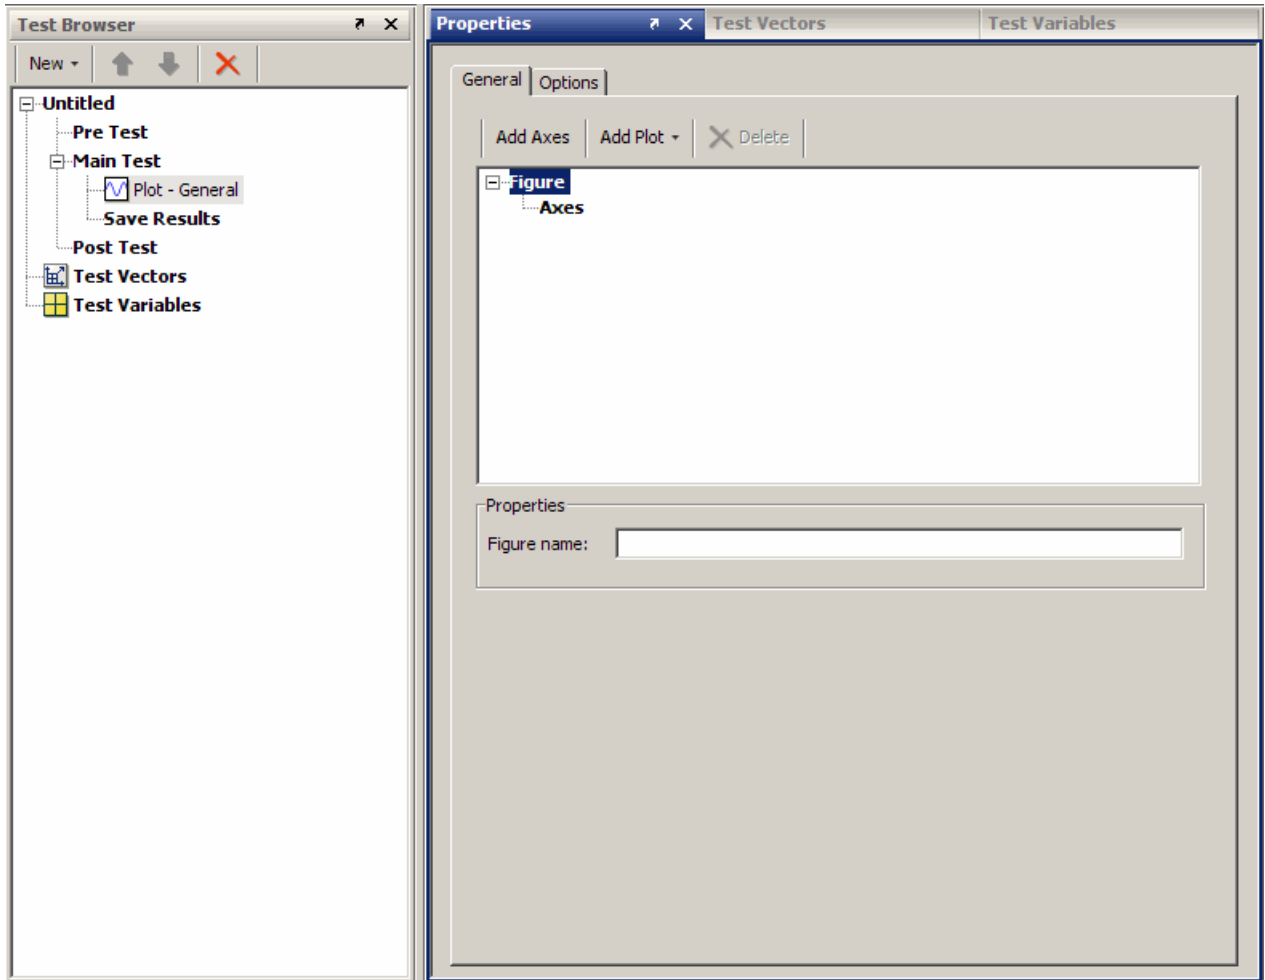 Test Browser
New
Untitled
Pre Test
Main Test
Plot - General
Save Results
Post Test
Test Vectors
Test Variables
Properties
Test Vectors
Test Variables
General
Options
Add Axes
Add Plot
Delete
Figure
Axes
Properties
Figure name: